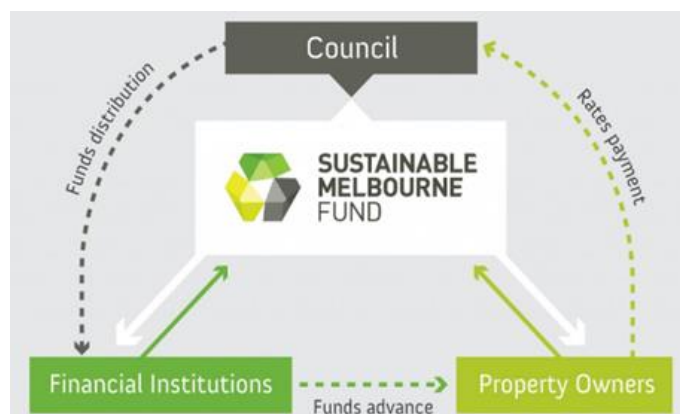 Council
Funds distribution
Rates payment
SUSTAINABLE
MELBOURNE
FUND
Financial Institutions
Funds advance
Property Owners